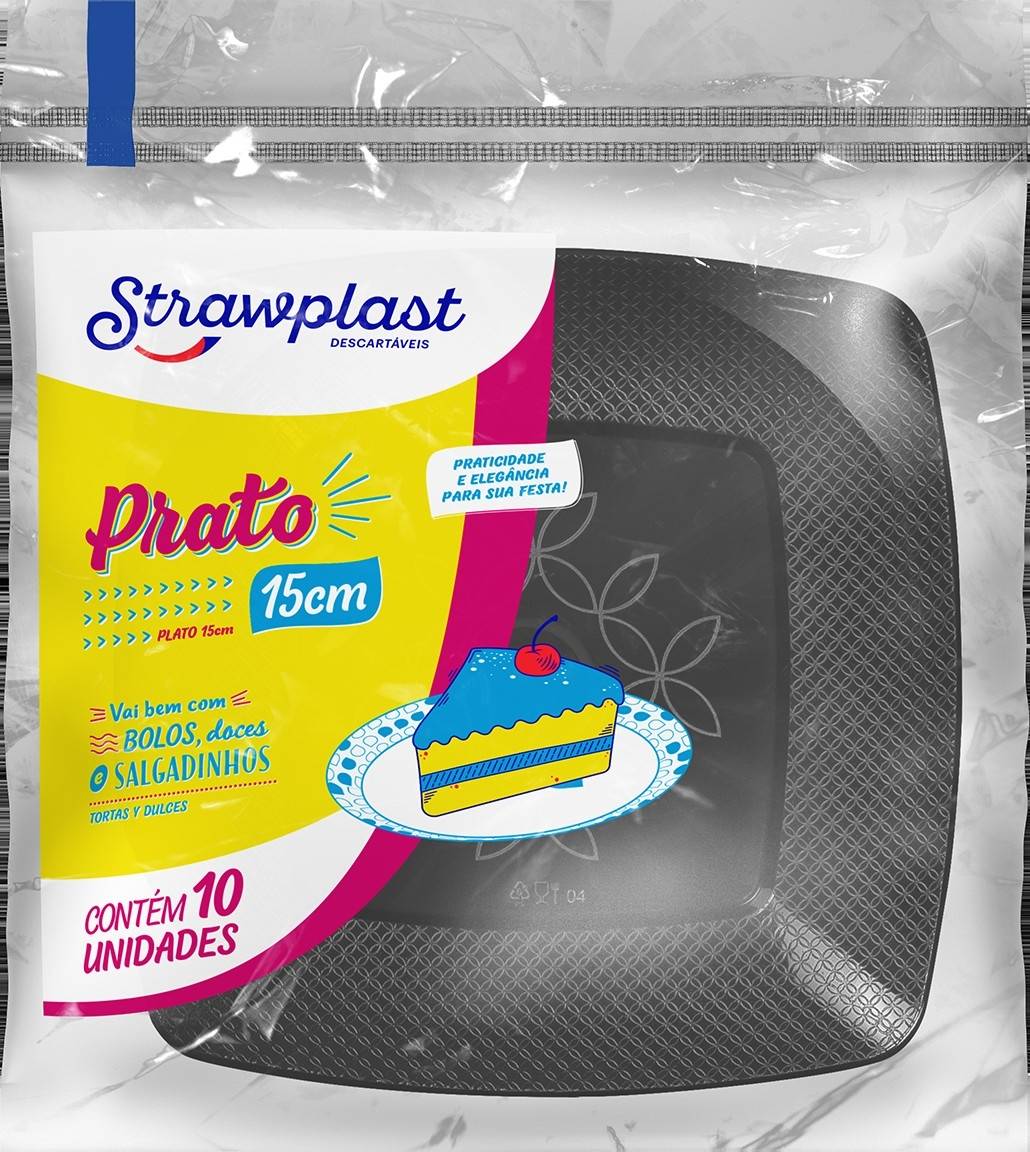 Strawplast
DESCARTÁVEIS
PRATICIDADE
E ELEGÂNCIA
PARA SUA FESTA!
Prato
15cm
PLATO 15cm
Vai bem com
BOLOS, doces
e SALGADINHOS
TORTAS Y DULCES
CONTÉM 10
UNIDADES
04